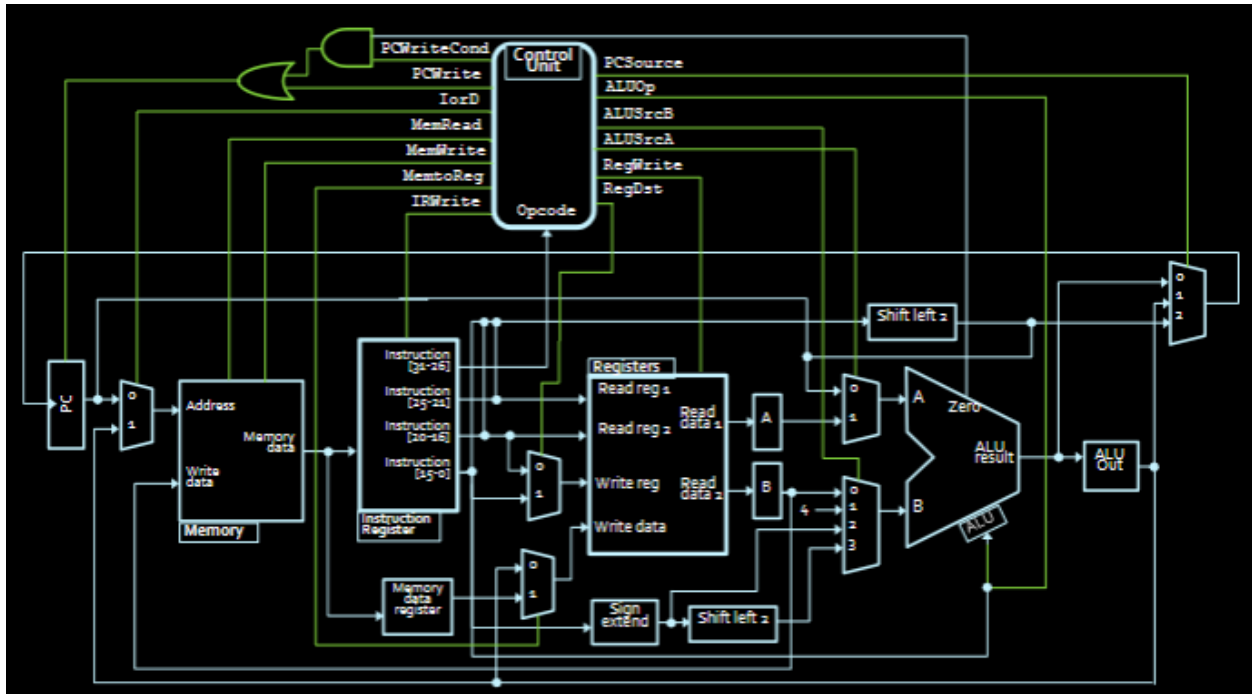 PCWriteCond
PCWrite
IorD
MemRead
MemWrite
MemtoReg
IRWrite
Control
Unit
Opcode
PCSource
ALUOp
ALUSrcB
ALUSrcA
RegWrite
RegDst
0
1
2
Shift left 2
PC
0
1
Address
Memory
data
Write
data
Memory
Instruction
[31-26]
Instruction
[25-21]
Instruction
[20-16]
Instruction
[15-0]
Instruction
Register
Memory
data
register
0
1
0
1
Registers
Read reg 1
Read reg 2
Write reg
Write data
Read
data 1
Read
data 2
A
B
Sign
extend
Shift left 2
0
1
4
0
1
2
3
A
B
Zero
ALU
result
ALU
ALU
Out